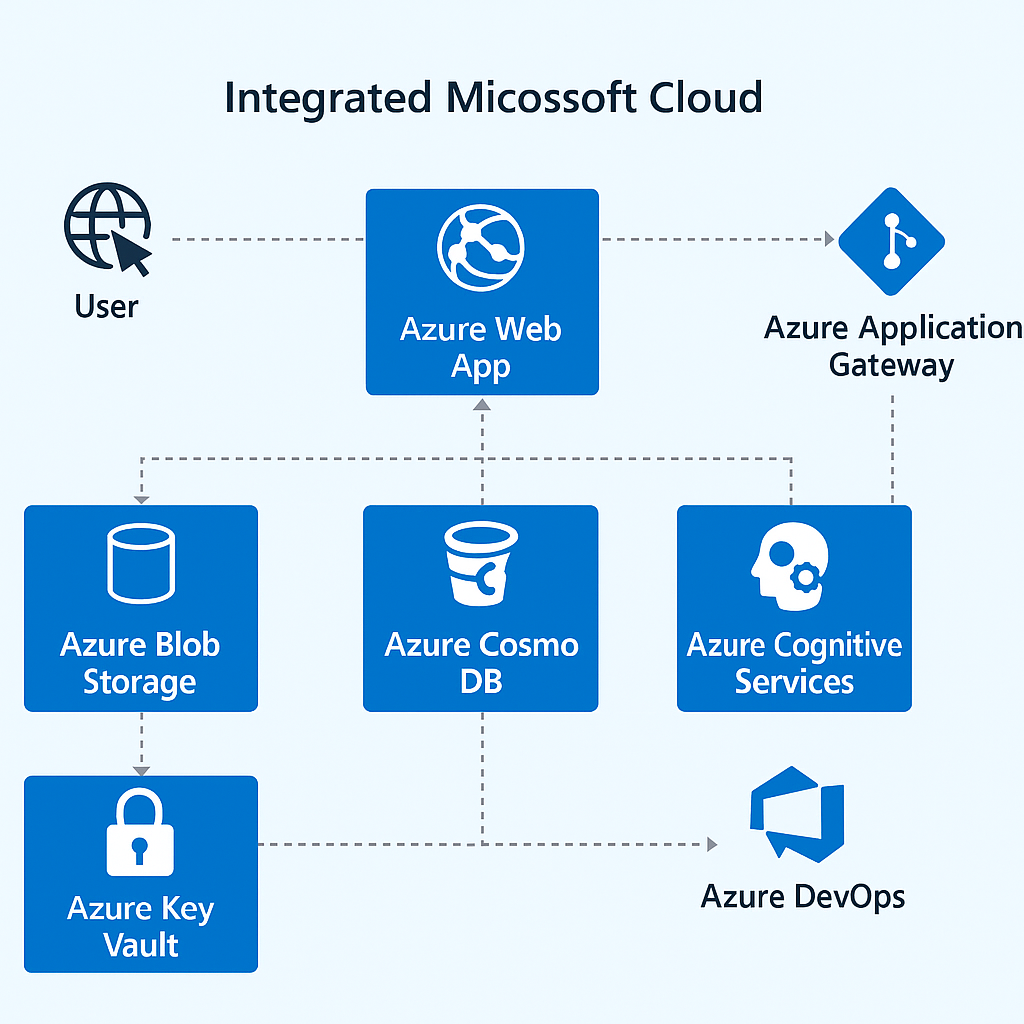 Integrated Micossoft Cloud
User
Azure Web
App
Azure Application
Gateway
Azure Blob
Storage
Azure Cosmo
DB
Azure Cognitive
Services
Azure Key
Vault
Azure DevOps